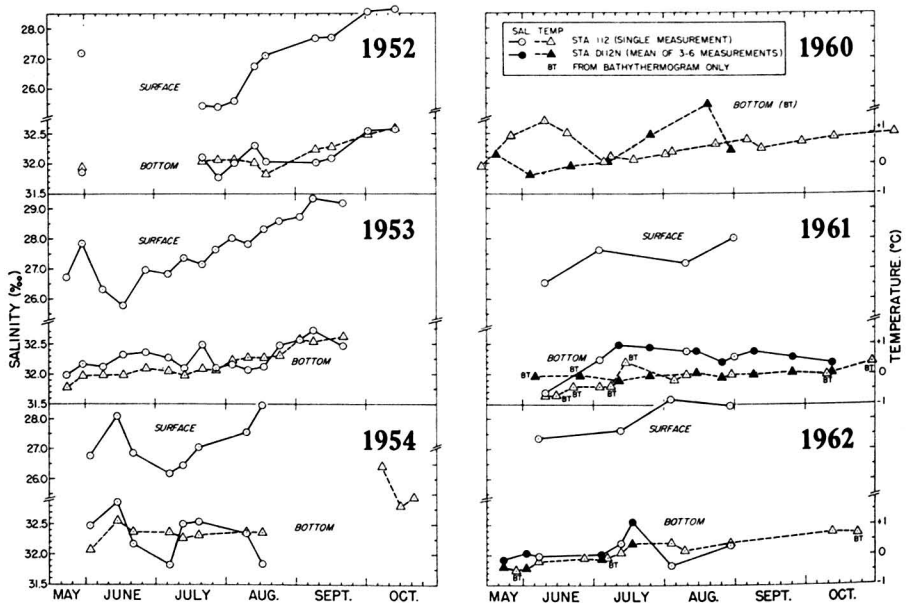 28.0
27.0
26.0
32.5
32.0
31.5
1952
SURFACE
BOTTOM
29.0
28.0
27.0
26.0
32.5
32.0
31.5
1953
SURFACE
BOTTOM
28.0
27.0
26.0
32.5
32.0
31.5
1954
SURFACE
BOTTOM
SALINITY (‰)
MAY JUNE JULY AUG. SEPT. OCT.
SAL TEMP
STA 112 (SINGLE MEASUREMENT)
STA D112N (MEAN OF 3-6 MEASUREMENTS)
BT FROM BATHYTHERMOGRAM ONLY
1960
BOTTOM (BT)
+1
0
-1
1961
SURFACE
BOTTOM
BT
BT
BT
BT
BT
BT
BT
BT
+1
0
-1
1962
SURFACE
BOTTOM
BT
BT
BT
+1
0
-1
TEMPERATURE (°C)
MAY JUNE JULY AUG. SEPT. OCT.